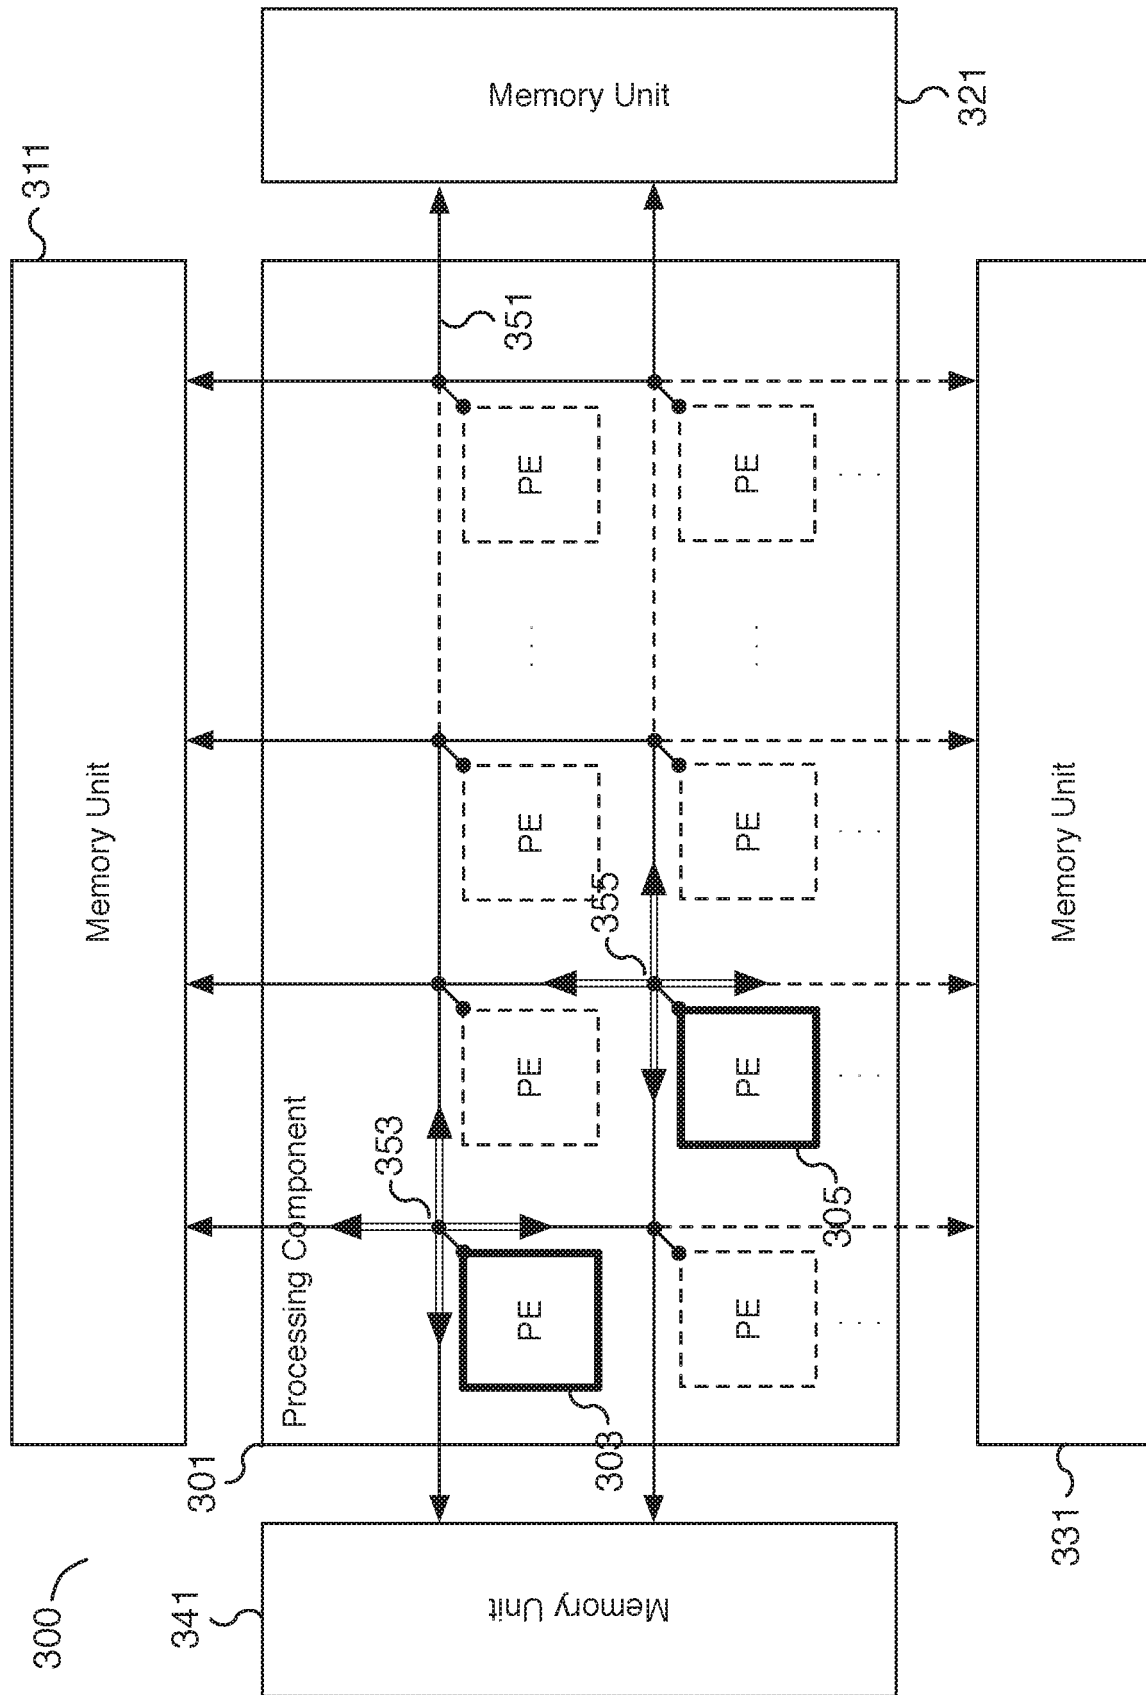 300
311
Memory Unit
301
Processing Component
353
351
341
Memory Unit
303
PE
PE
PE
PE
355
Memory Unit
321
PE
305
PE
PE
PE
331
Memory Unit